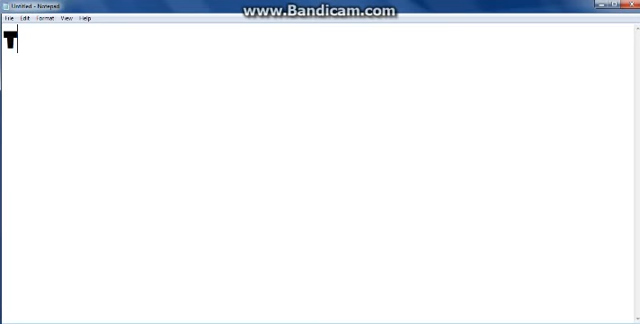 www.Bandicam.com
Untitled - Notepad
File Edit Format View Help
T